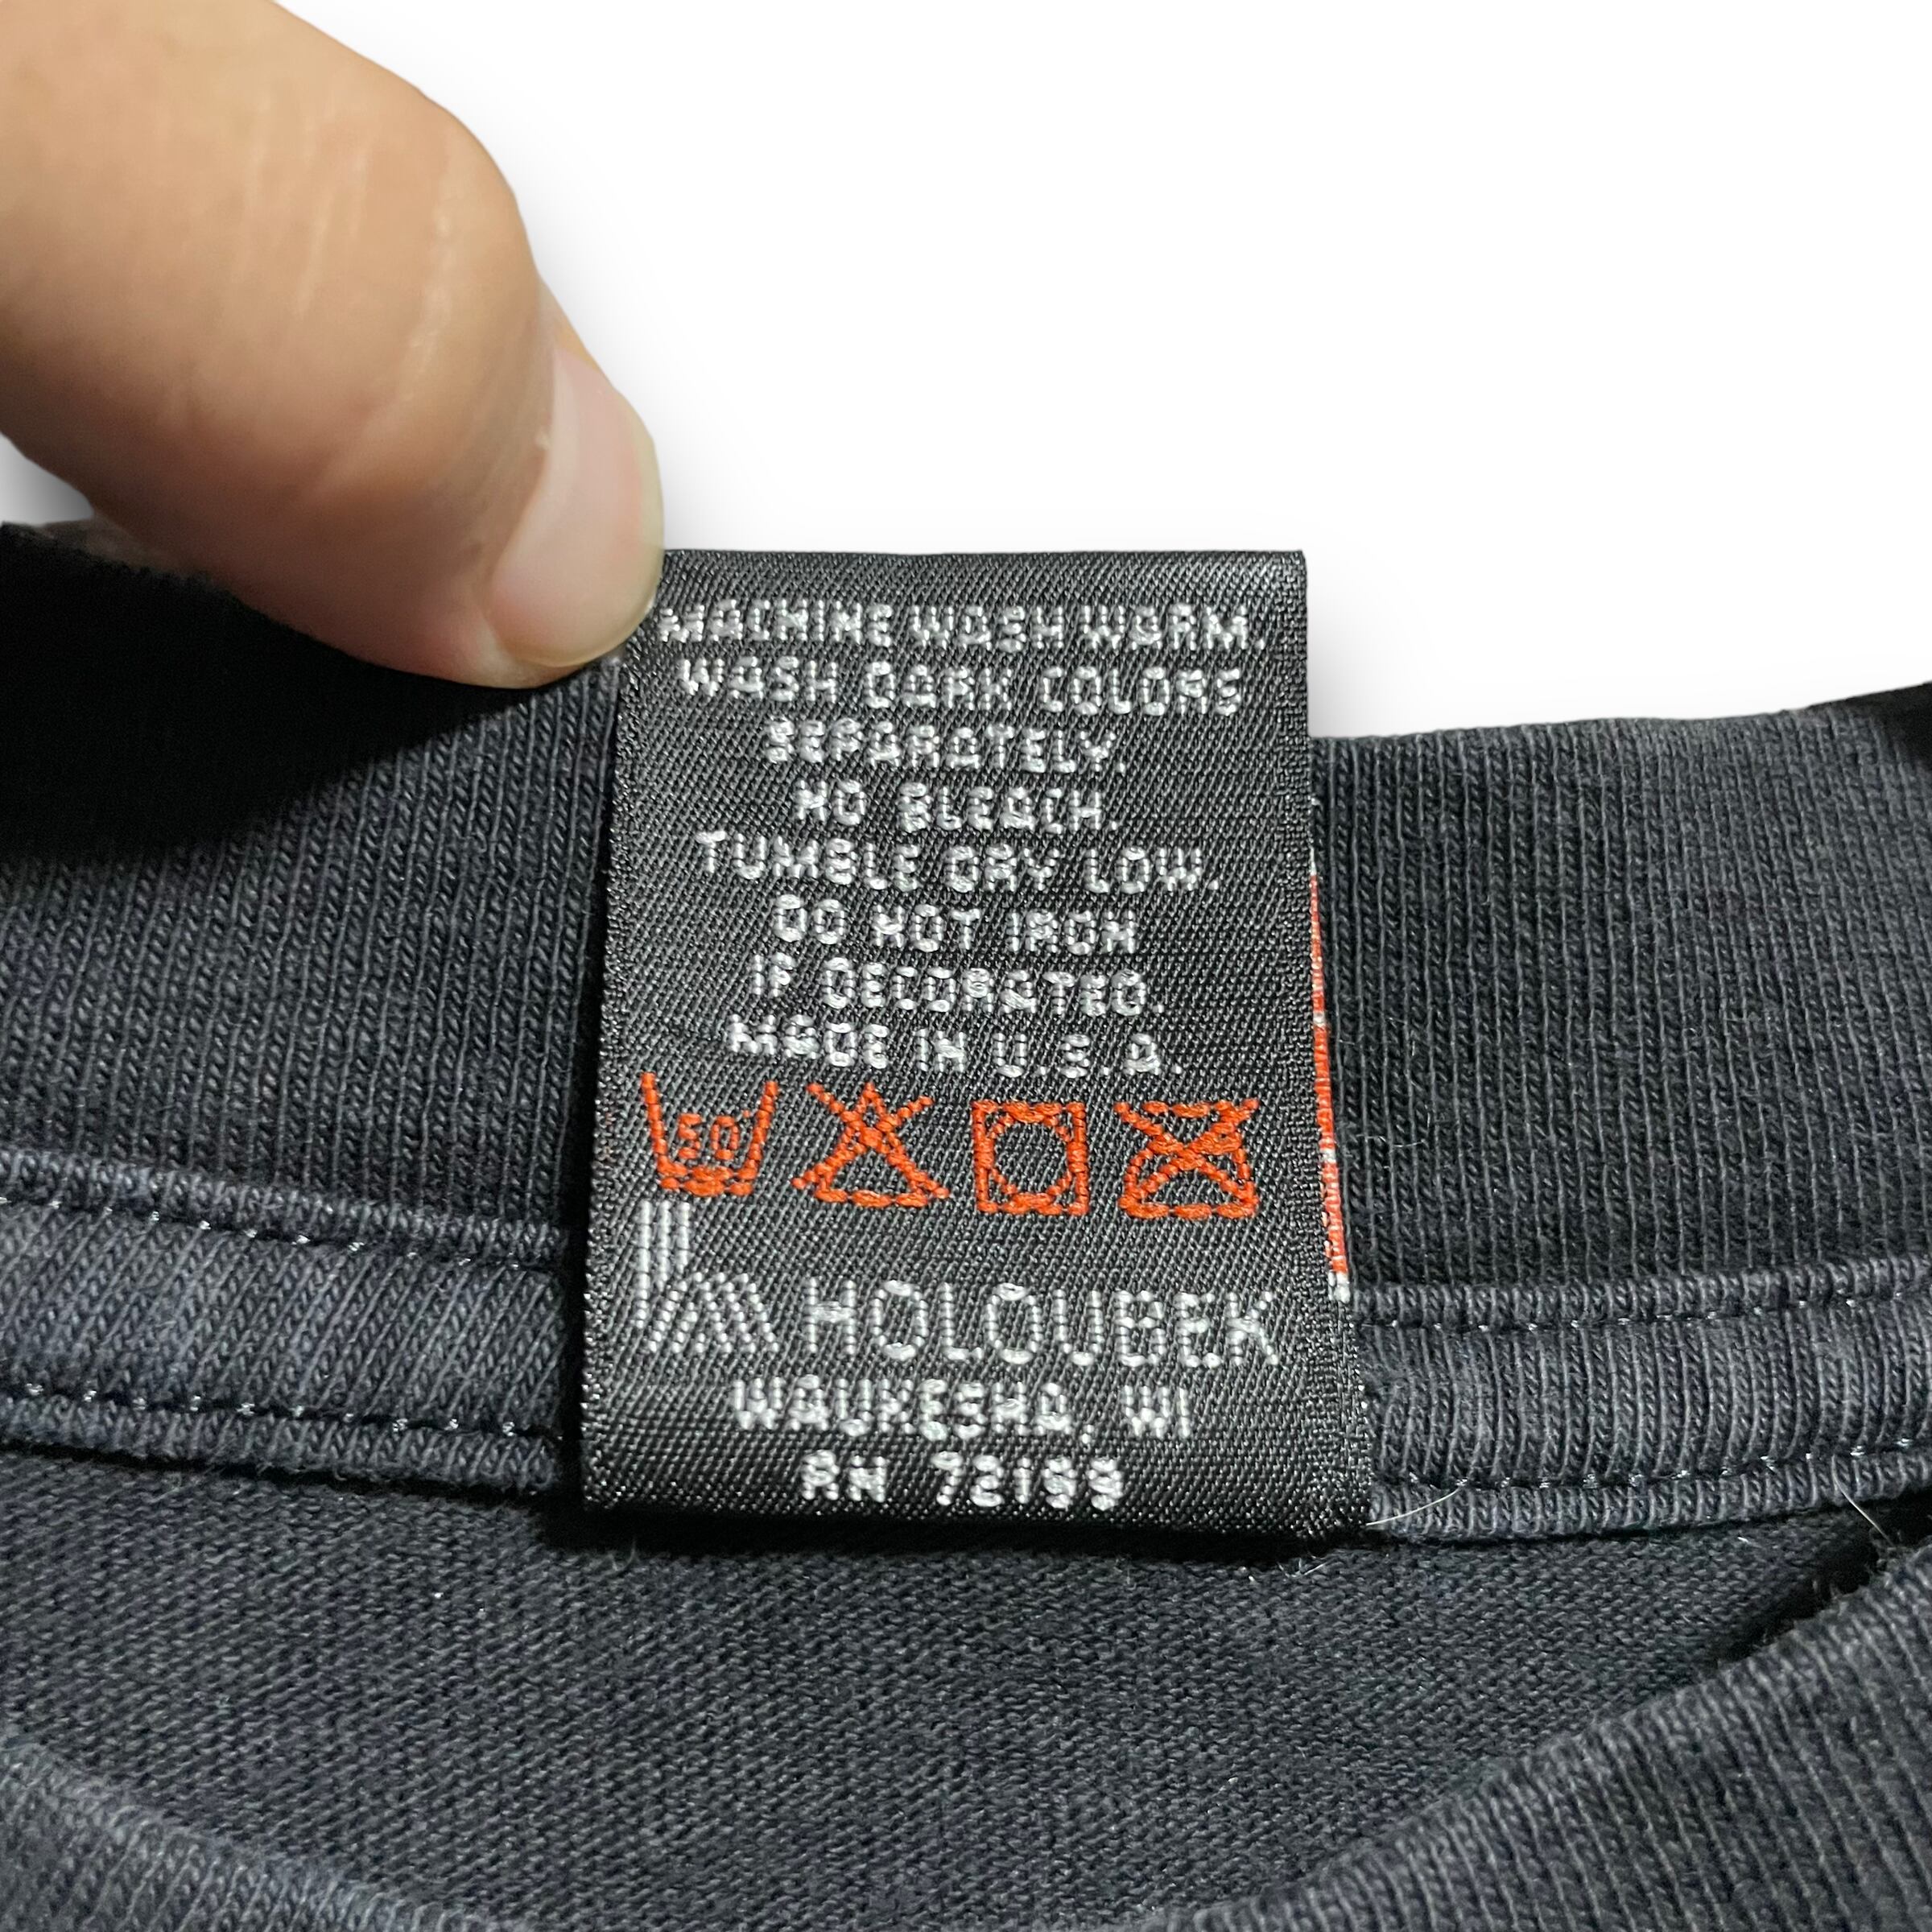 MACHINE WASH WARM.
WASH DARK COLORS
SEPARATELY.
NO BLEACH.
TUMBLE DRY LOW.
DO NOT IRON
IF DECORATED.
MADE IN U.S.A.
50°
HOLOUBEK
WAUKESHA, WI
RN 72199